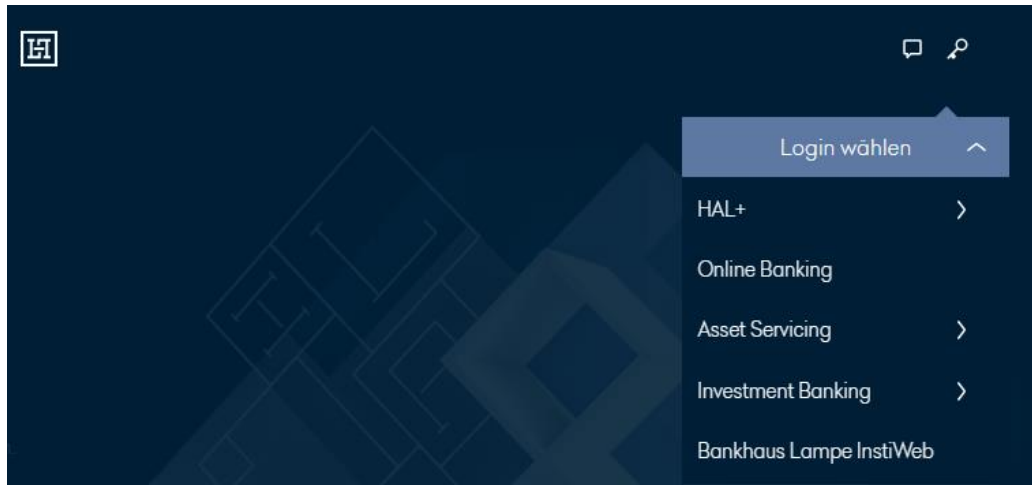 Login wählen
HAL+
Online Banking
Asset Servicing
Investment Banking
Bankhaus Lampe InstiWeb